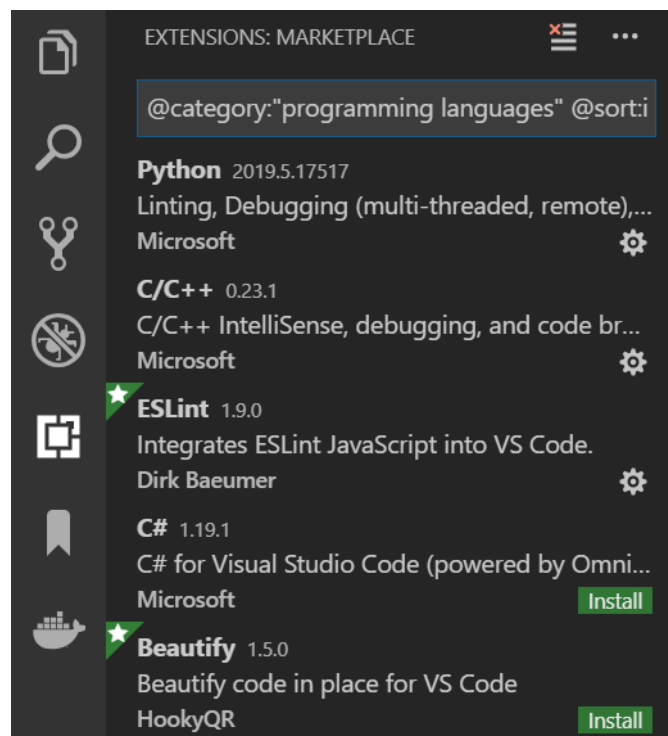 EXTENSIONS: MARKETPLACE
@category:"programming languages" @sort:i
Python 2019.5.17517
Linting, Debugging (multi-threaded, remote),...
Microsoft
C/C++ 0.23.1
C/C++ IntelliSense, debugging, and code br...
Microsoft
ESLint 1.9.0
Integrates ESLint JavaScript into VS Code.
Dirk Baeumer
C# 1.19.1
C# for Visual Studio Code (powered by Omni...
Microsoft Install
Beautify 1.5.0
Beautify code in place for VS Code
HookyQR Install